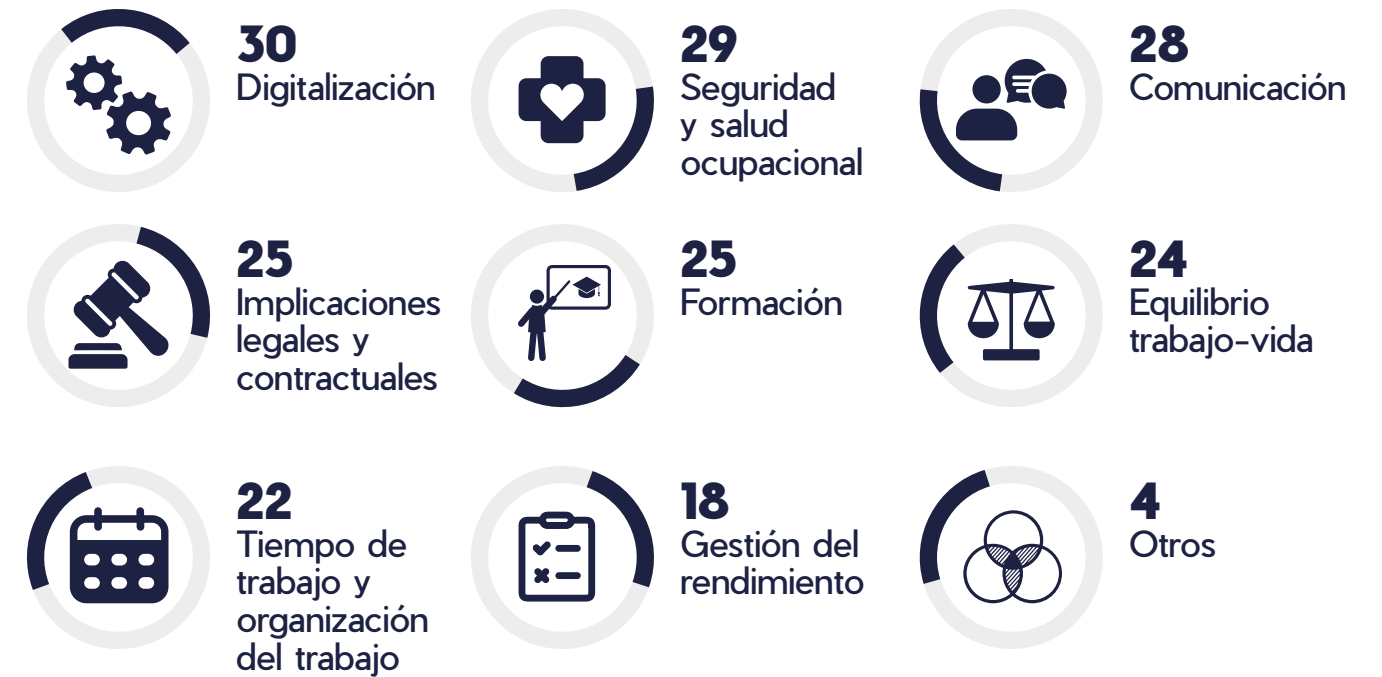 30
Digitalización
29
Seguridad
y salud
ocupacional
28
Comunicación
25
Implicaciones
legales y
contractuales
25
Formación
24
Equilibrio
trabajo-vida
22
Tiempo de
trabajo y
organización
del trabajo
18
Gestión del
rendimiento
4
Otros